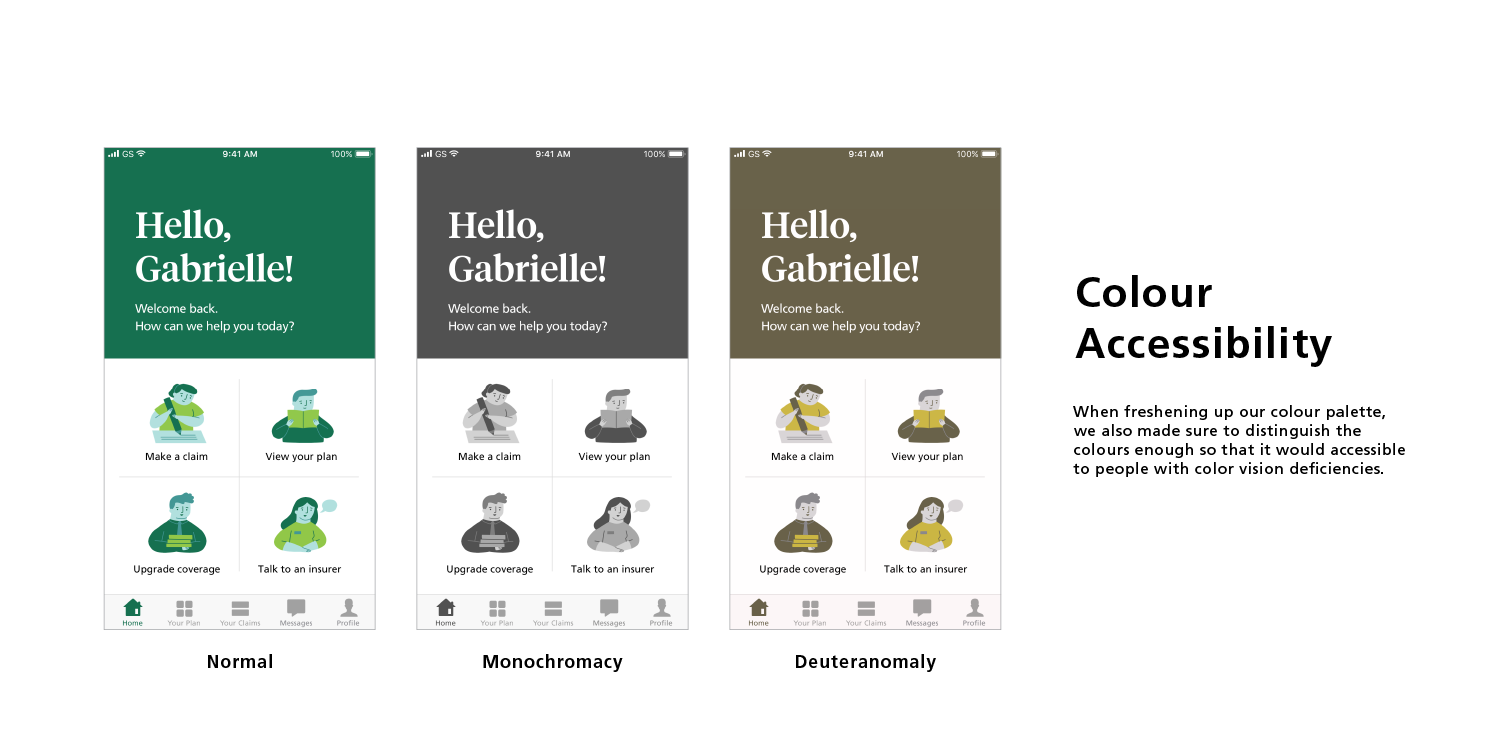 GS 9:41 AM 100%
Hello,
Gabrielle!
Welcome back.
How can we help you today?
Make a claim
View your plan
Upgrade coverage
Talk to an insurer
Home Your Plan Your Claims Messages Profile
Normal
GS 9:41 AM 100%
Hello,
Gabrielle!
Welcome back.
How can we help you today?
Make a claim
View your plan
Upgrade coverage
Talk to an insurer
Home Your Plan Your Claims Messages Profile
Monochromacy
GS 9:41 AM 100%
Hello,
Gabrielle!
Welcome back.
How can we help you today?
Make a claim
View your plan
Upgrade coverage
Talk to an insurer
Home Your Plan Your Claims Messages Profile
Deuteranomaly
Colour
Accessibility
When freshening up our colour palette,
we also made sure to distinguish the
colours enough so that it would accessible
to people with color vision deficiencies.